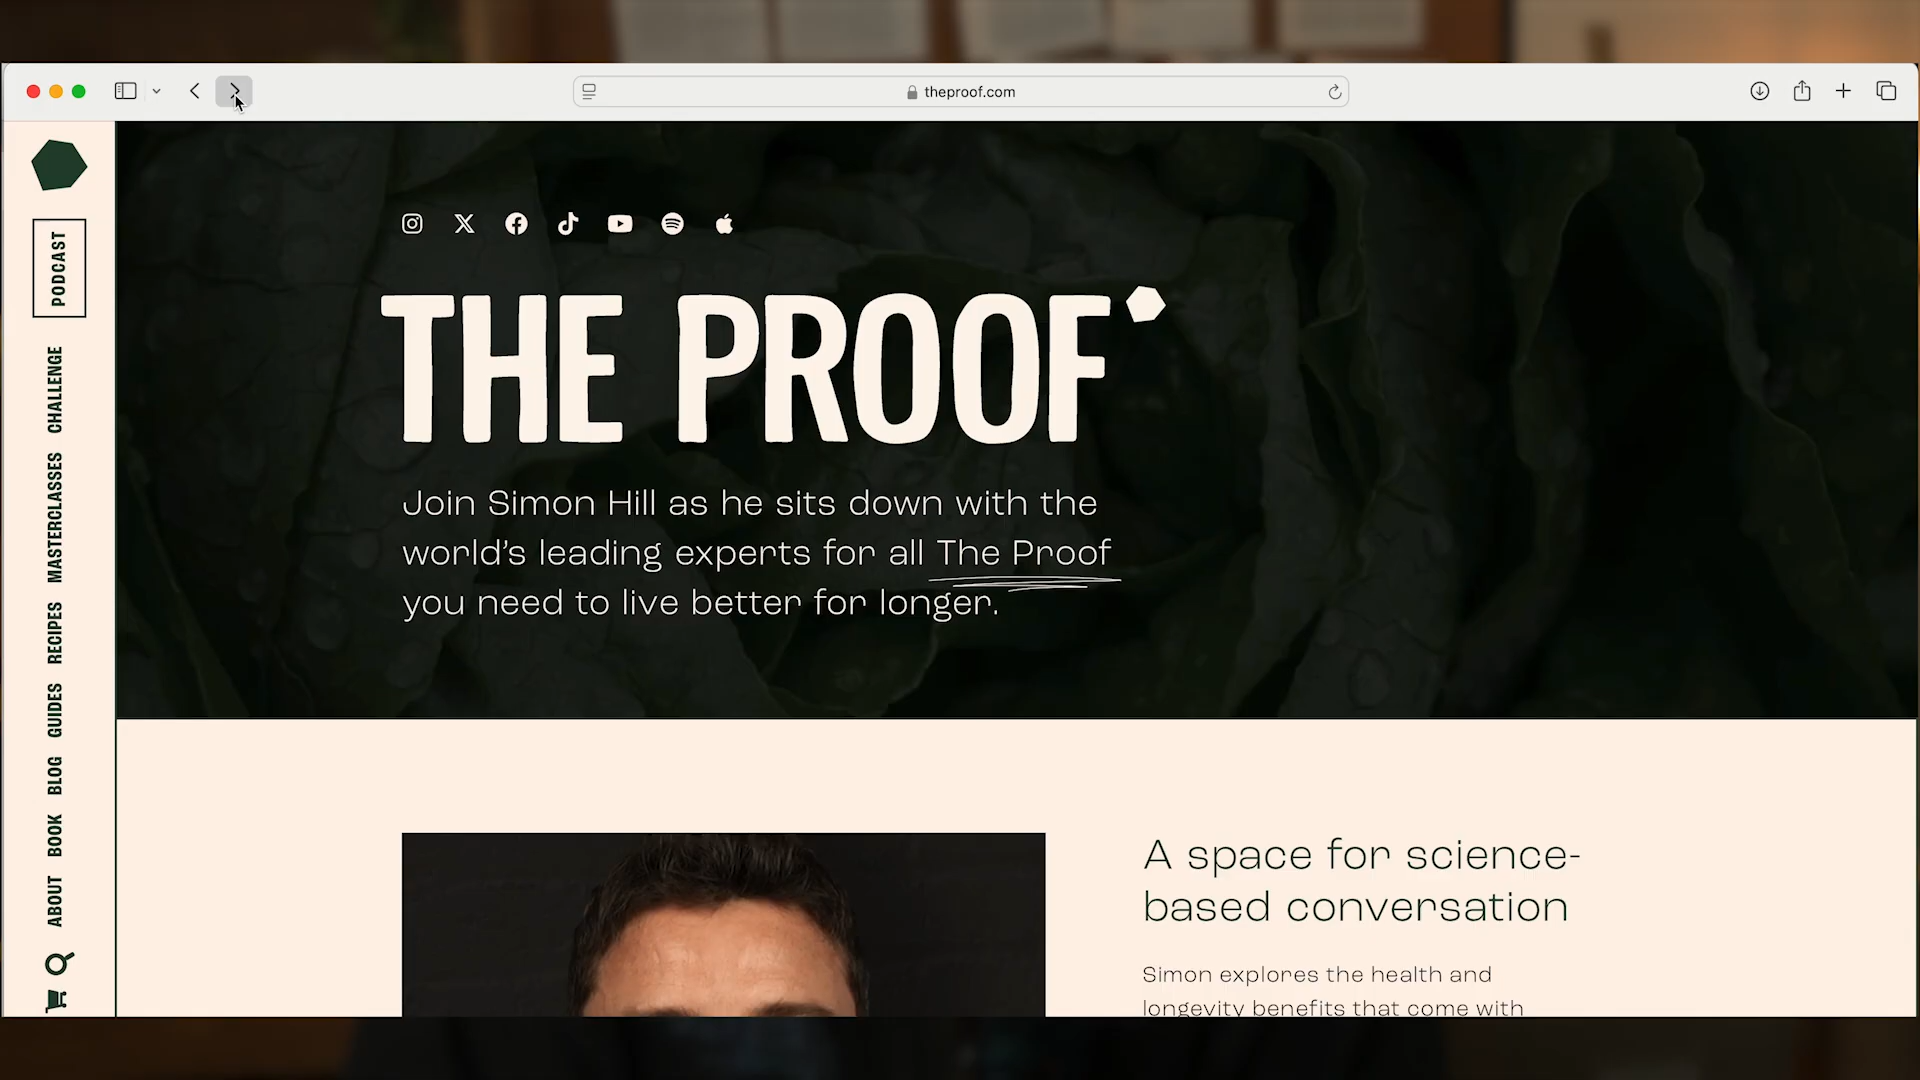 theproof.com
PODCAST
CHALLENGE
MASTERCLASSES
RECIPES
GUIDES
BLOG
BOOK
ABOUT
THE PROOF
Join Simon Hill as he sits down with the
world's leading experts for all The Proof
you need to live better for longer.
A space for science-
based conversation
Simon explores the health and
longevity benefits that come with